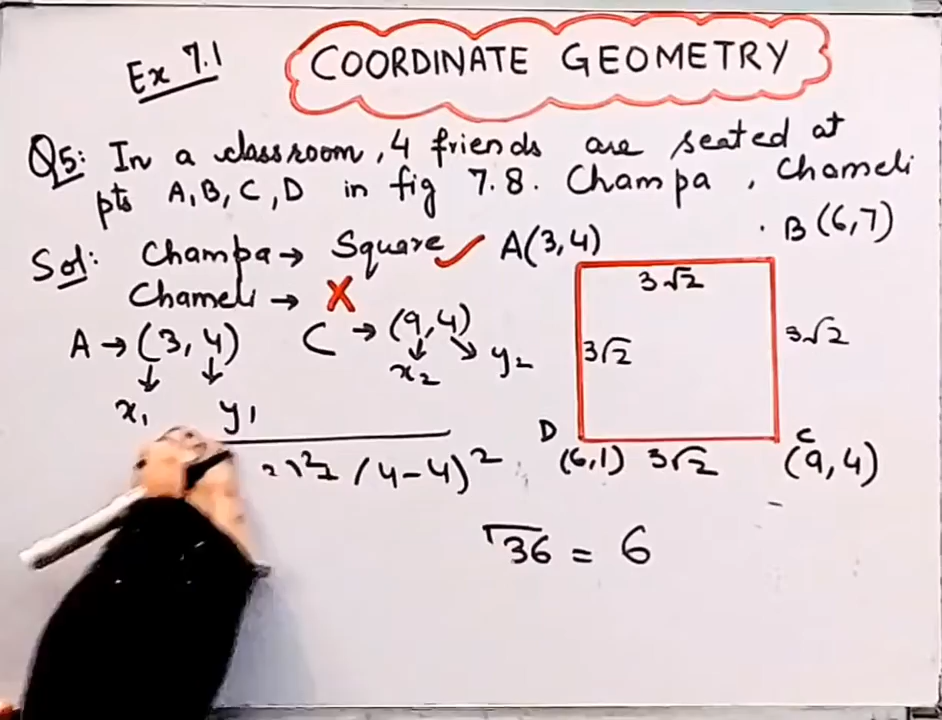 Ex 7.1
COORDINATE GEOMETRY
Q5: In a classroom, 4 friends are seated at
pts A, B, C, D in fig 7.8. Champa, Chameli
Sol: Champa → Square ✓
Chameli → X
A → (3, 4)
x₁ y₁
C → (9, 4)
x₂ y₂
A(3, 4)
B (6, 7)
3√2
3√2
3√2
D
(6, 1)
3√2
C
(9, 4)
(4-4)²
√36 = 6